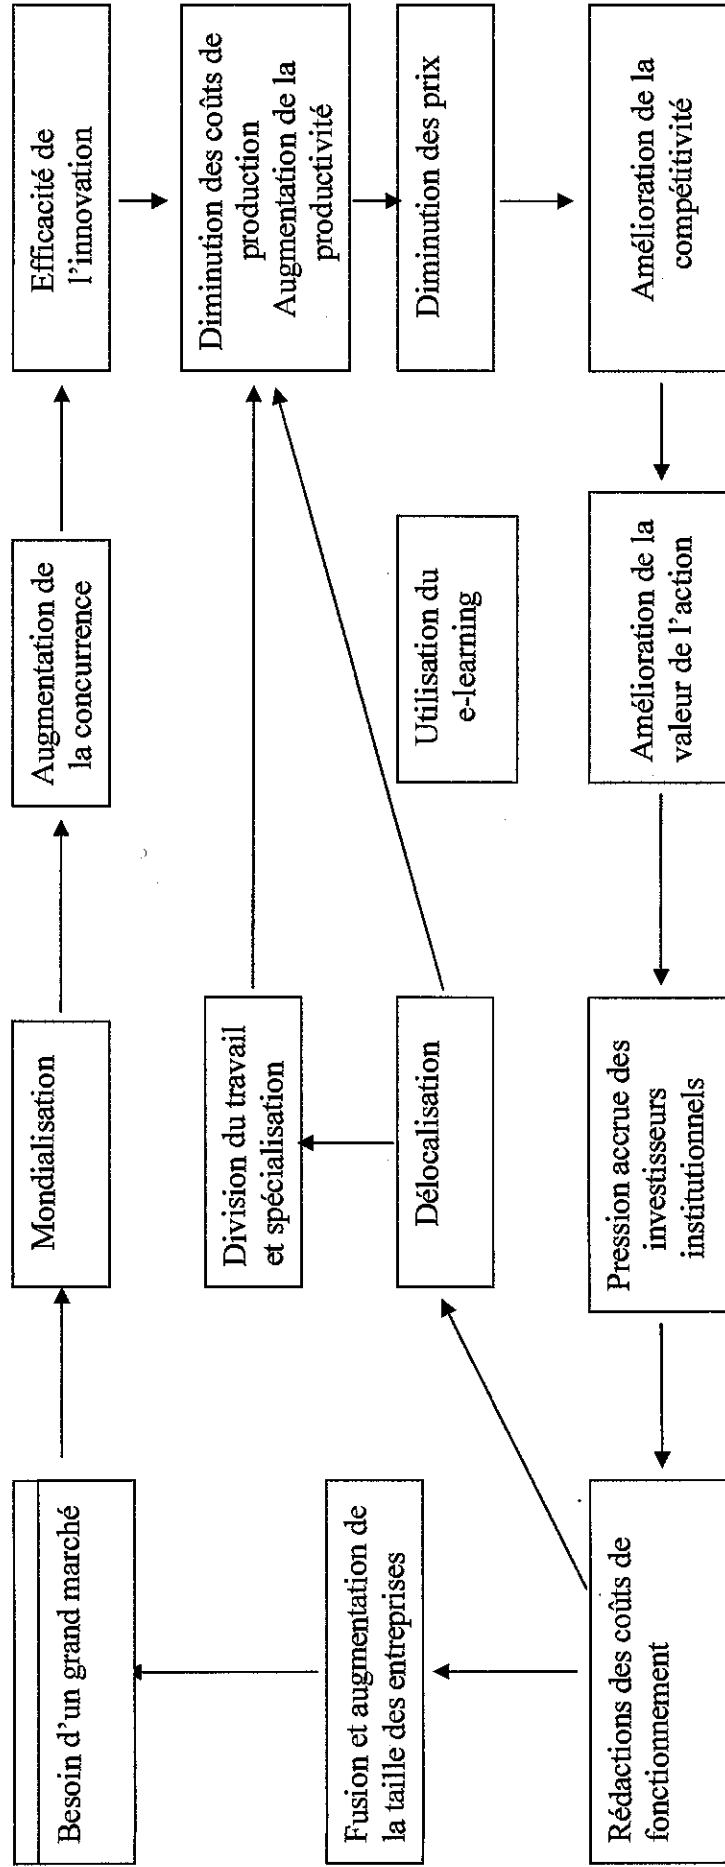 Besoin d'un grand marché
Mondialisation
Augmentation de
la concurrence
Efficacité de
l'innovation
Fusion et augmentation de
la taille des entreprises
Division du travail
et spécialisation
Diminution des coûts de
production
Augmentation de la
productivité
Délocalisation
Utilisation du
e-learning
Diminution des prix
Rédactions des coûts de
fonctionnement
Pression accrue des
investisseurs
institutionnels
Amélioration de la
valeur de l'action
Amélioration de la
compétitivité